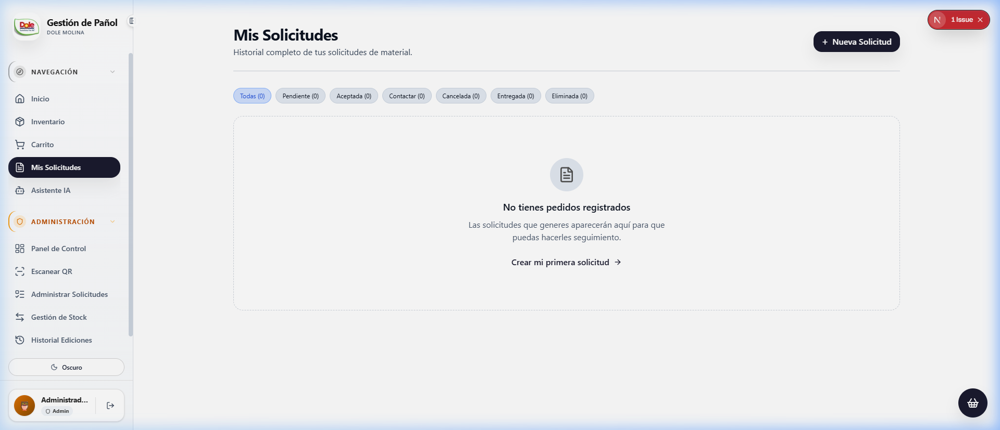 Dole
Sunshine For All
Gestión de Pañol
DOLE MOLINA
NAVEGACIÓN
Inicio
Inventario
Carrito
Mis Solicitudes
Asistente IA
ADMINISTRACIÓN
Panel de Control
Escanear QR
Administrar Solicitudes
Gestión de Stock
Historial Ediciones
Oscuro
Administrad...
Admin
Mis Solicitudes
Historial completo de tus solicitudes de material.
+ Nueva Solicitud
N 1 Issue ×
Todas (0) Pendiente (0) Aceptada (0) Contactar (0) Cancelada (0) Entregada (0) Eliminada (0)
No tienes pedidos registrados
Las solicitudes que generes aparecerán aquí para que
puedas hacerles seguimiento.
Crear mi primera solicitud →